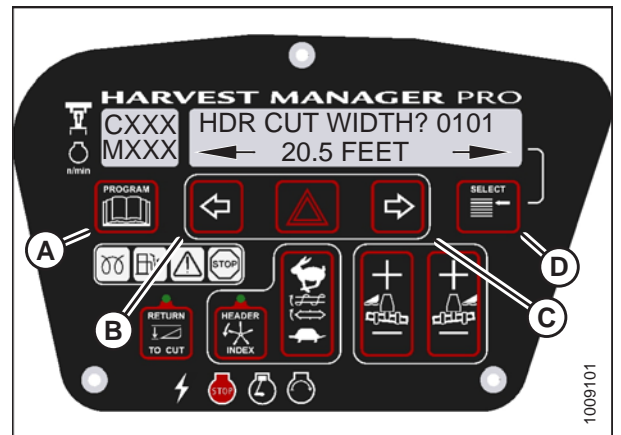 HARVEST MANAGER PRO
CXXX
MXXX
HDR CUT WIDTH? 0101
20.5 FEET
n/min
PROGRAM
SELECT
A
B
C
D
STOP
RETURN
TO CUT
HEADER
INDEX
STOP
1009101